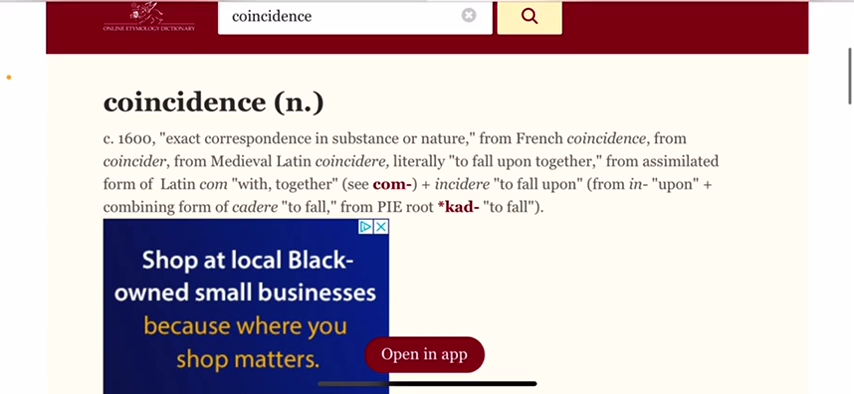 ONLINE ETYMOLOGY DICTIONARY
coincidence
coincidence (n.)
c. 1600, "exact correspondence in substance or nature," from French coincidence, from
coincider, from Medieval Latin coincidere, literally "to fall upon together," from assimilated
form of Latin com "with, together" (see com-) + incidere "to fall upon" (from in- "upon" +
combining form of cadere "to fall," from PIE root *kad- "to fall").
Shop at local Black-
owned small businesses
because where you
shop matters.
Open in app